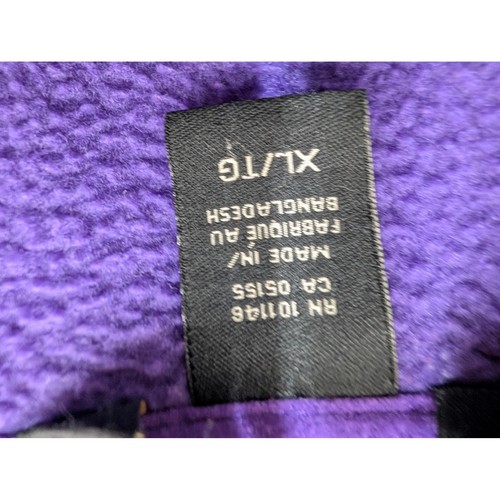 RN 101146
CA 05155
MADE IN/
FABRIQUÉ AU
BANGLADESH
XL/TG